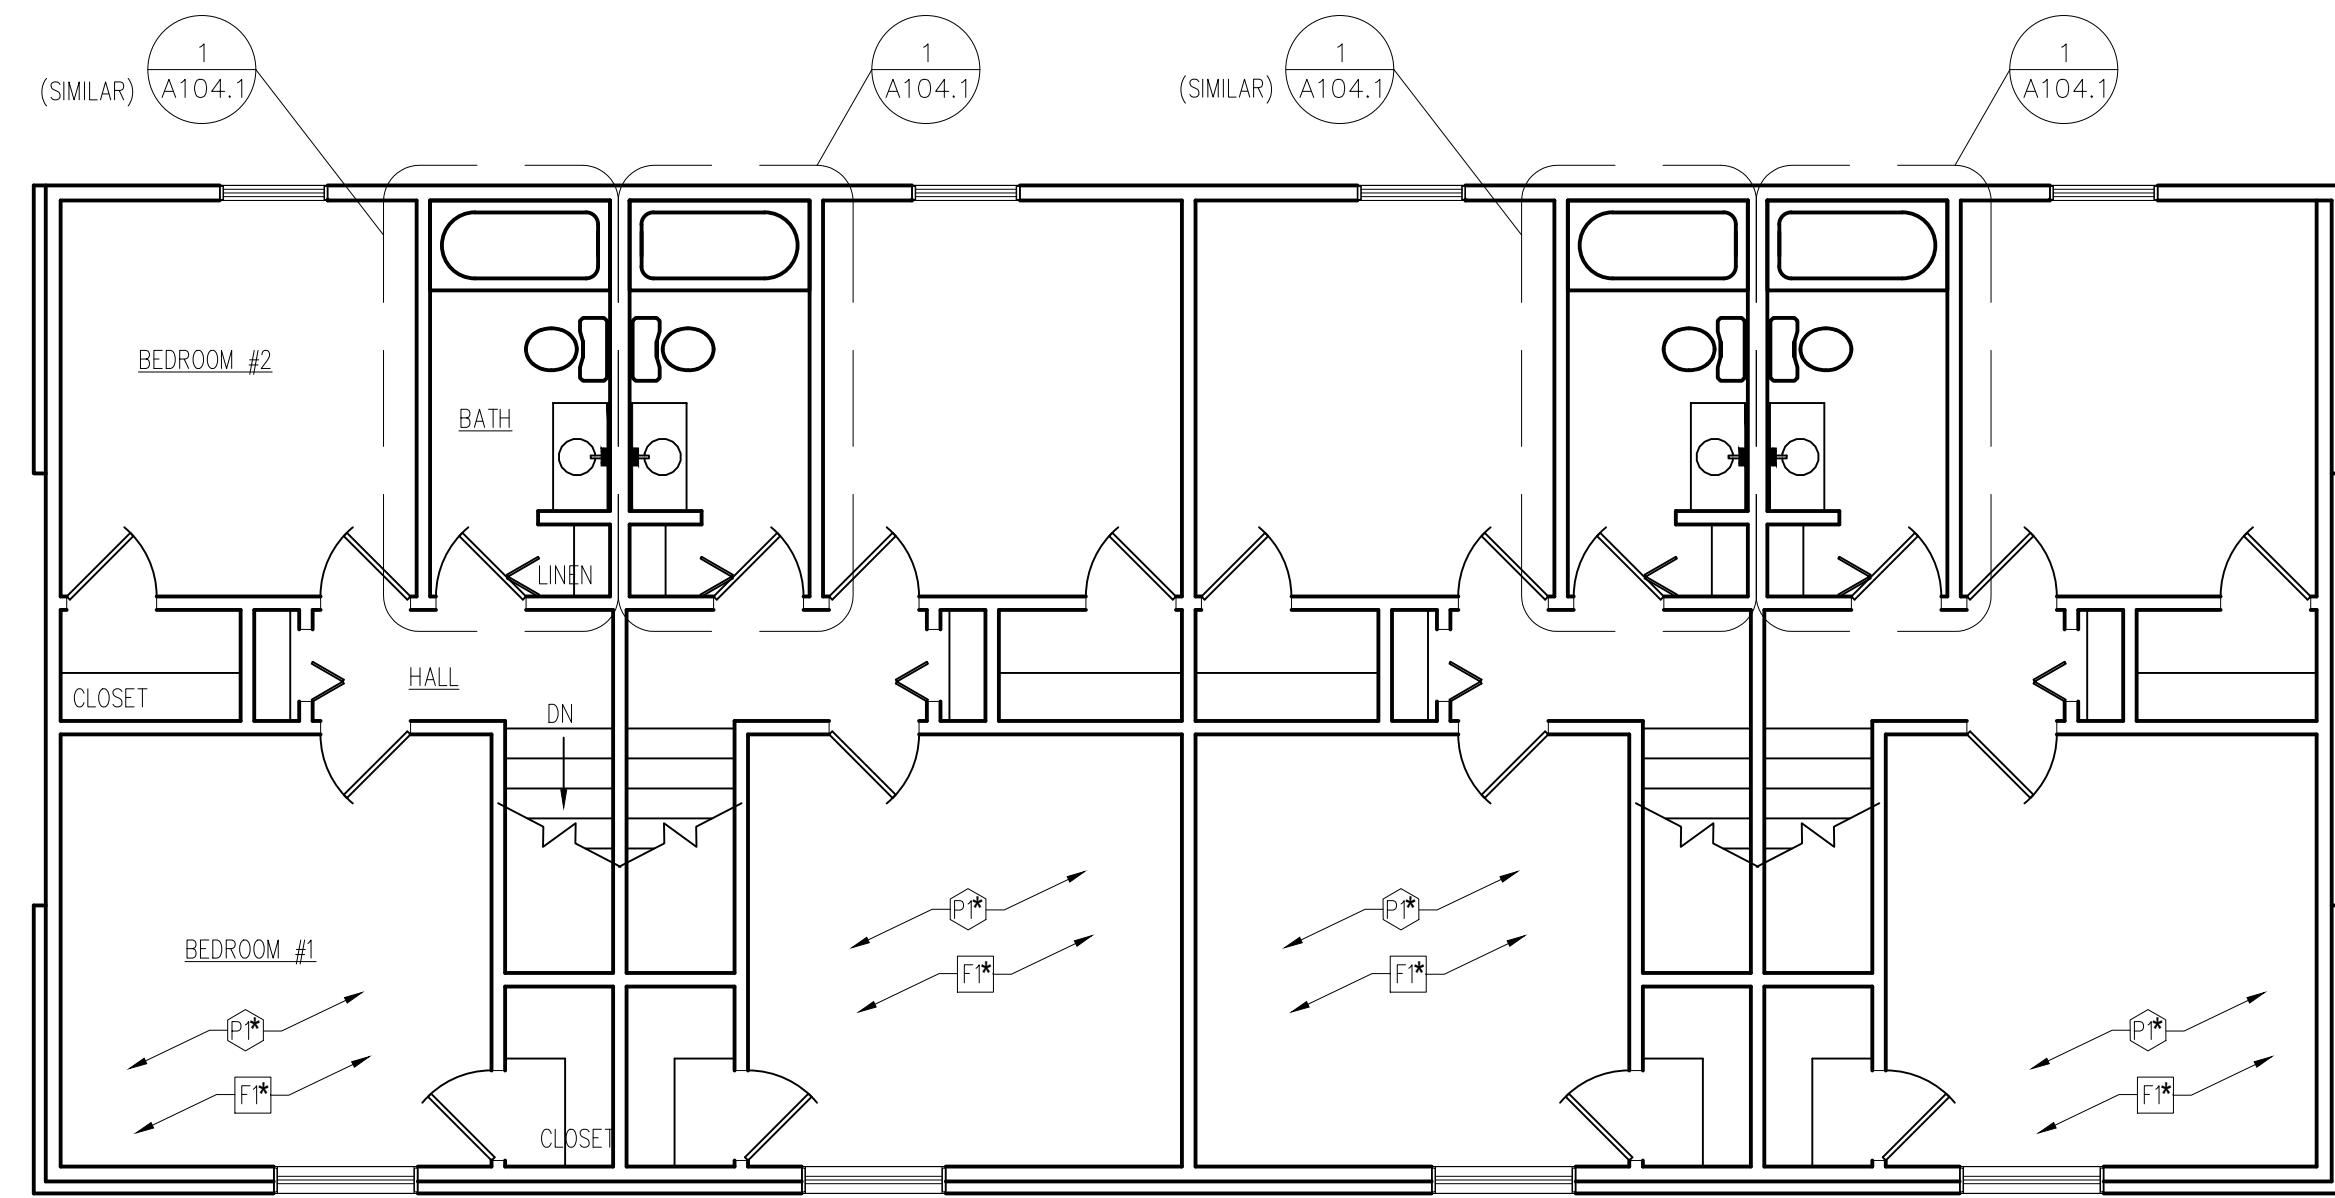 1
A104.1
(SIMILAR)
1
A104.1
1
A104.1
(SIMILAR)
1
A104.1
BEDROOM #2
BATH
LINEN
HALL
CLOSET
DN
BEDROOM #1
P1*
F1*
P1*
F1*
P1*
F1*
P1*
F1*
CLOSET